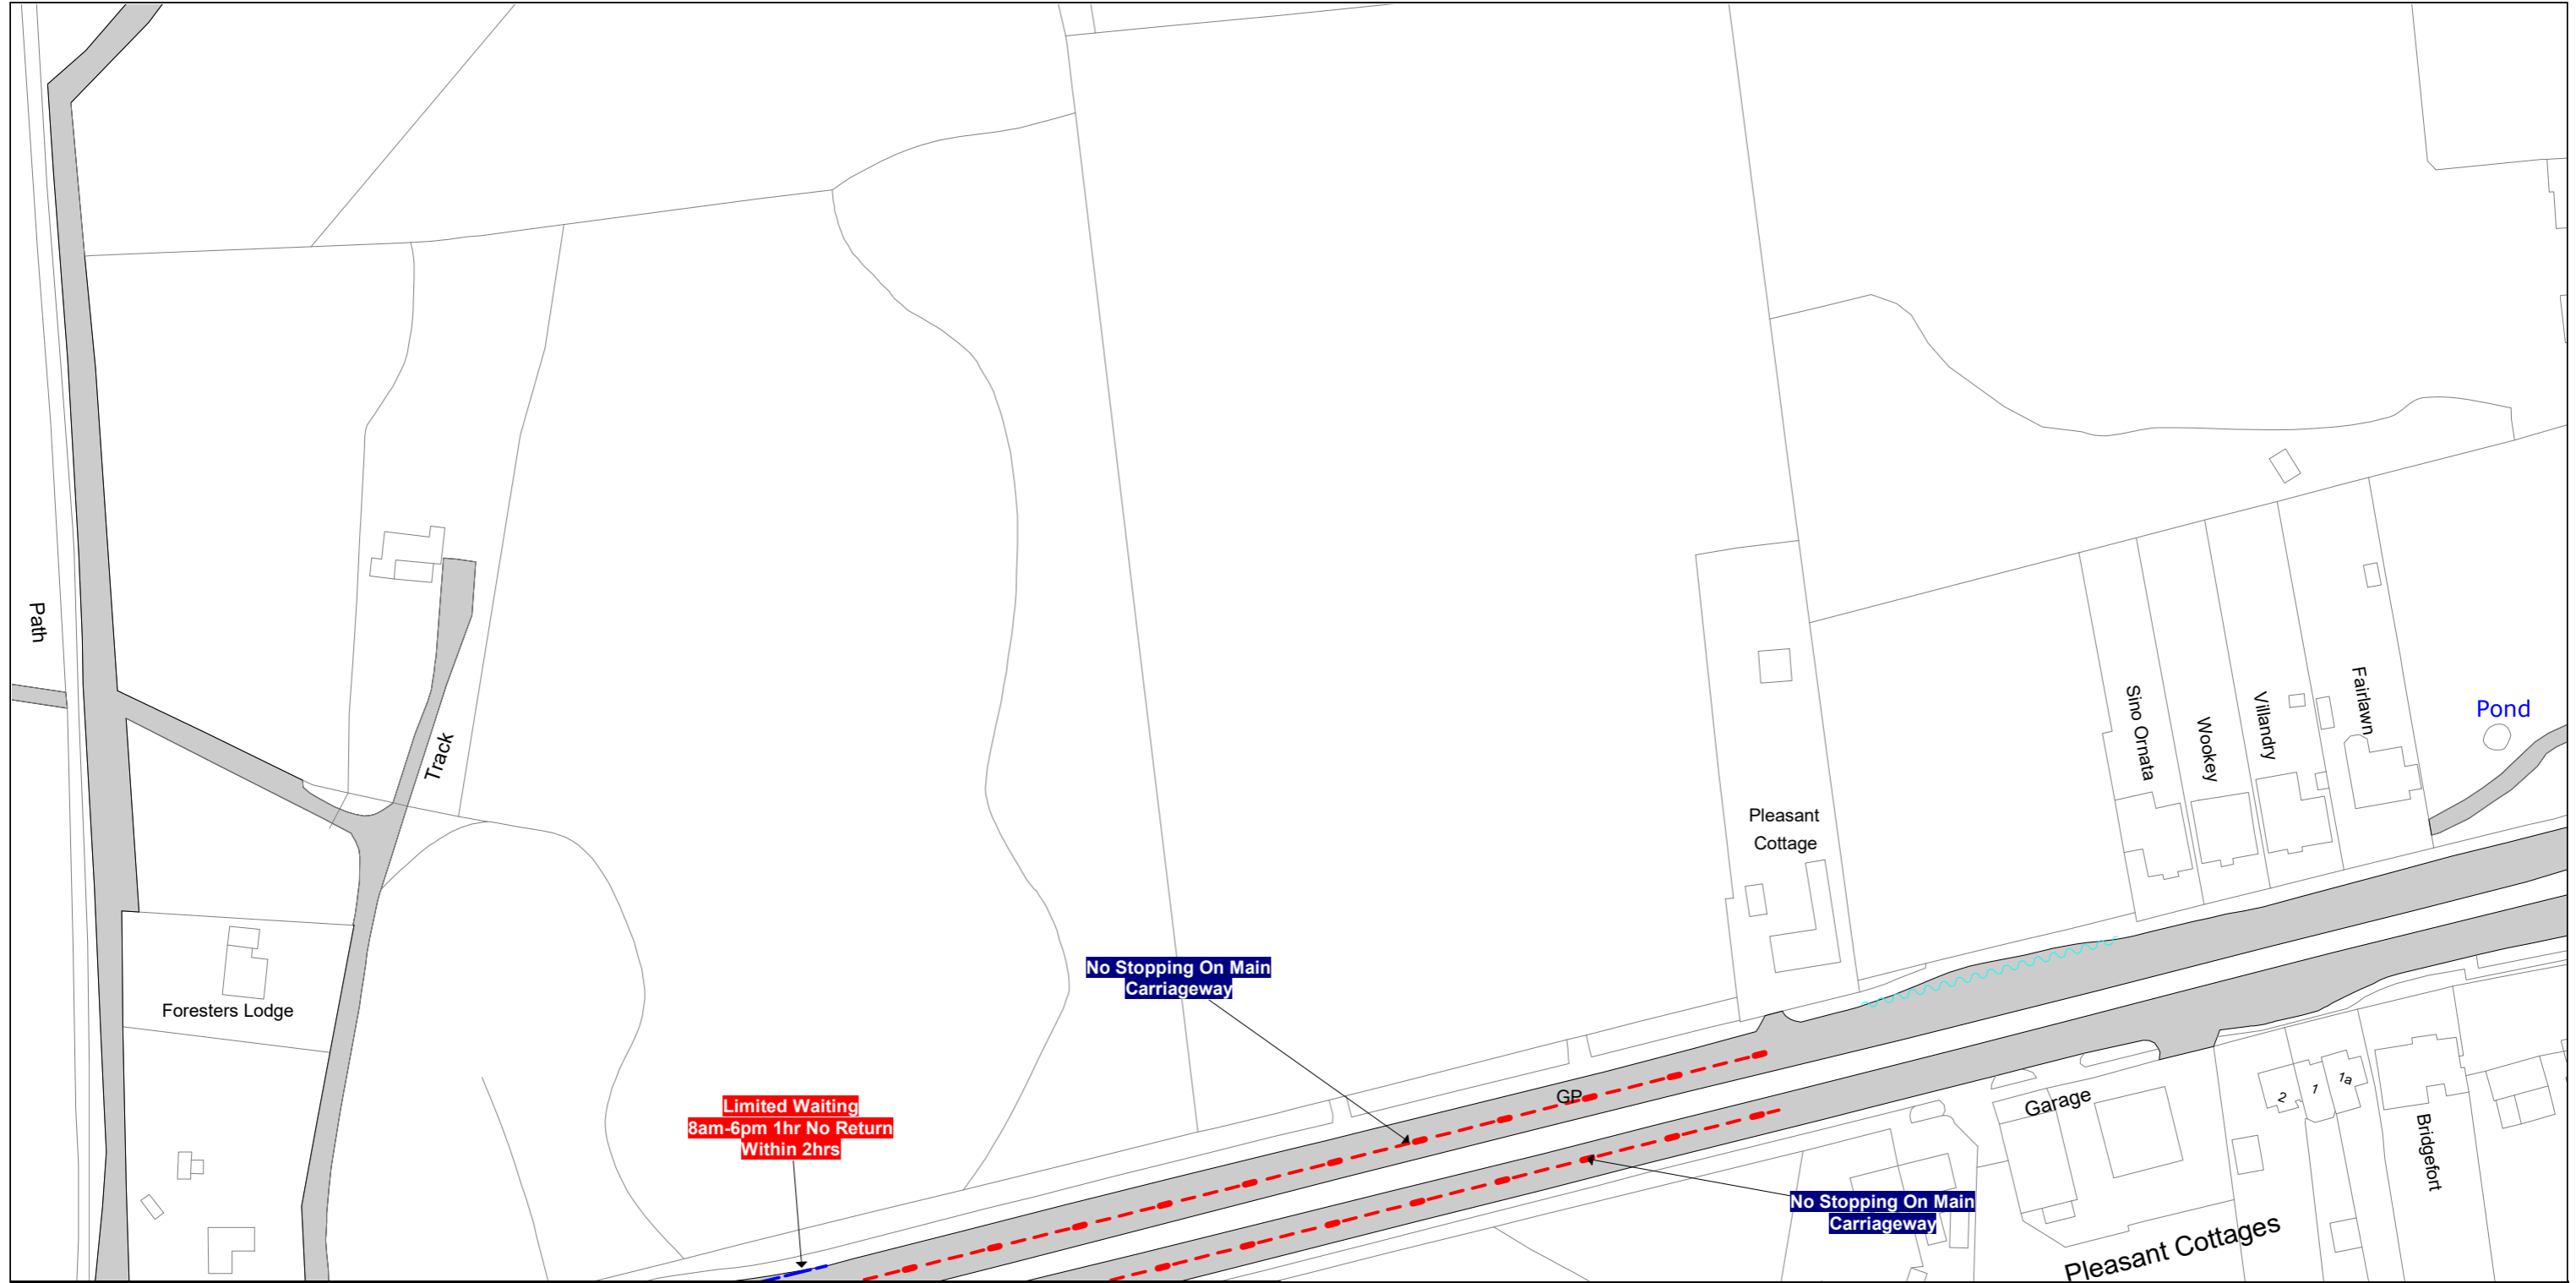 Path
Track
Foresters Lodge
Limited Waiting
8am-6pm 1hr No Return
Within 2hrs
No Stopping On Main
Carriageway
GP
Pleasant
Cottage
Sino Ornata
Wookey
Villandry
Fairlawn
Pond
No Stopping On Main
Carriageway
Garage
2
1
1a
Bridgefort
Pleasant Cottages